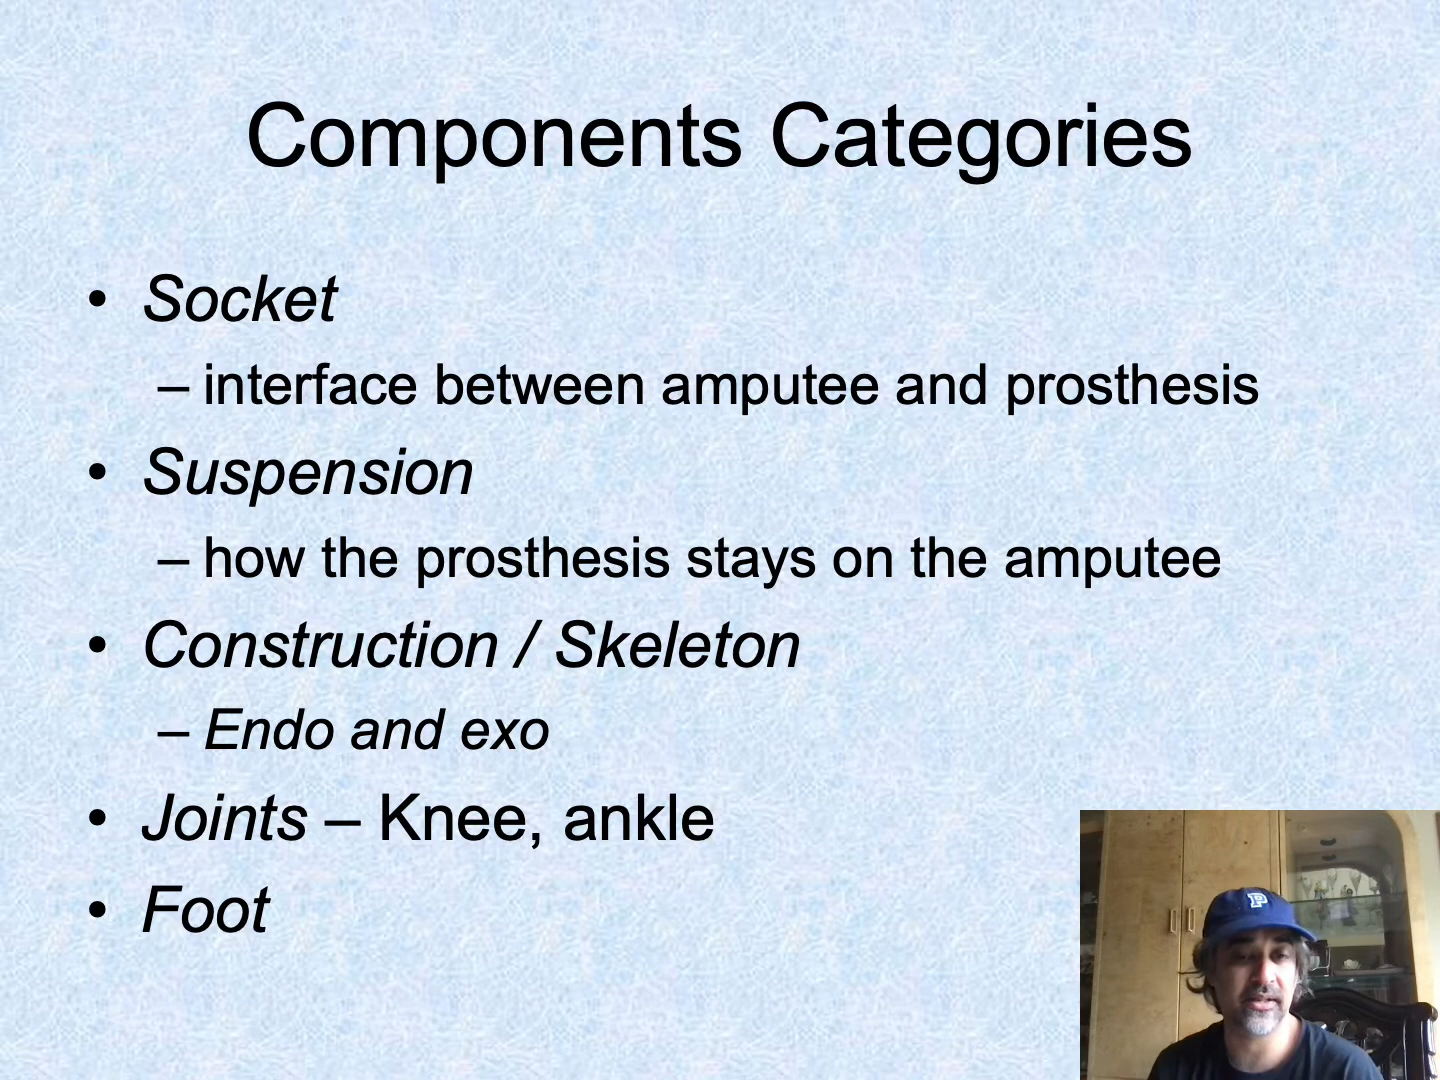 Components Categories
• Socket
– interface between amputee and prosthesis
• Suspension
– how the prosthesis stays on the amputee
• Construction / Skeleton
– Endo and exo
• Joints – Knee, ankle
• Foot
P